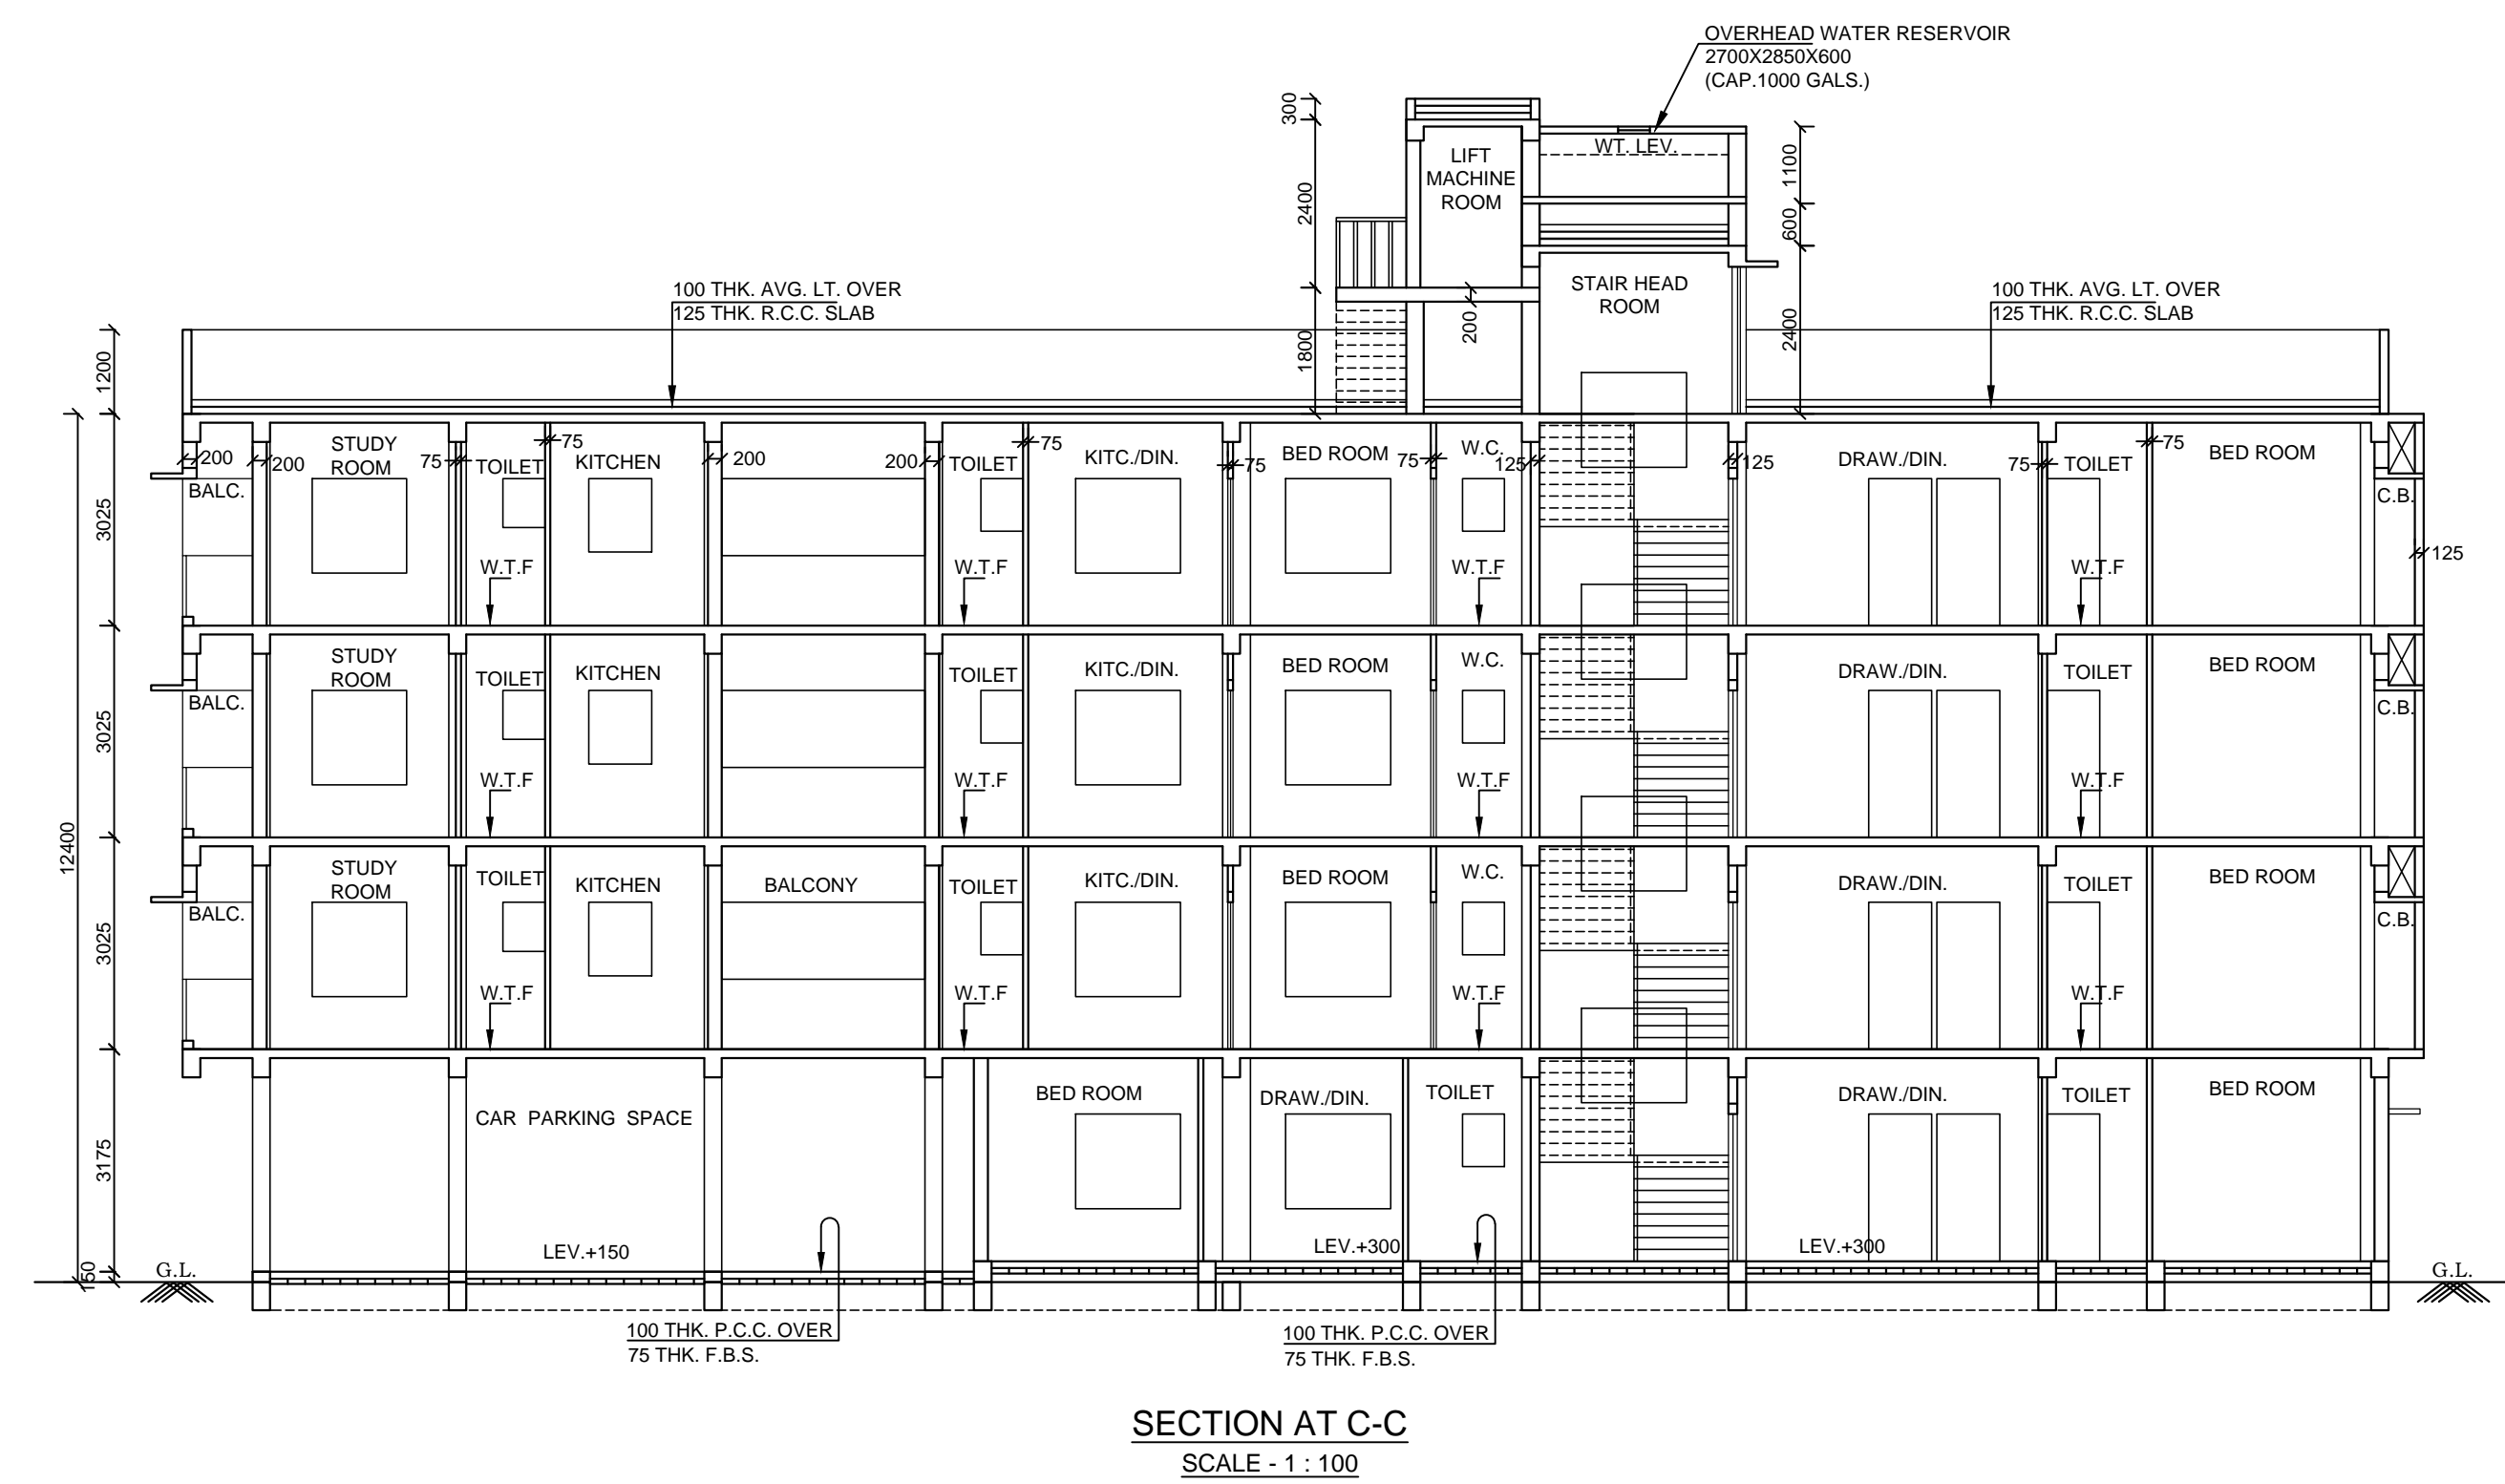 OVERHEAD WATER RESERVOIR
2700X2850X600
(CAP.1000 GALS.)
300
2400
1800
LIFT
MACHINE
ROOM
WT. LEV.
1100
600
2400
STAIR HEAD
ROOM
200
100 THK. AVG. LT. OVER
125 THK. R.C.C. SLAB
100 THK. AVG. LT. OVER
125 THK. R.C.C. SLAB
1200
12400
3025
3025
3025
3175
150
200
200
STUDY
ROOM
75
TOILET
75
KITCHEN
200
200
TOILET
75
KITC./DIN.
75
BED ROOM
75
W.C.
125
125
DRAW./DIN.
75
TOILET
75
BED ROOM
BALC.
C.B.
125
W.T.F
W.T.F
W.T.F
W.T.F
STUDY
ROOM
TOILET
KITCHEN
TOILET
KITC./DIN.
BED ROOM
W.C.
DRAW./DIN.
TOILET
BED ROOM
BALC.
C.B.
W.T.F
W.T.F
W.T.F
W.T.F
STUDY
ROOM
TOILET
KITCHEN
BALCONY
TOILET
KITC./DIN.
BED ROOM
W.C.
DRAW./DIN.
TOILET
BED ROOM
BALC.
C.B.
W.T.F
W.T.F
W.T.F
W.T.F
CAR PARKING SPACE
BED ROOM
DRAW./DIN.
TOILET
DRAW./DIN.
TOILET
BED ROOM
LEV.+150
LEV.+300
LEV.+300
G.L.
G.L.
100 THK. P.C.C. OVER
75 THK. F.B.S.
100 THK. P.C.C. OVER
75 THK. F.B.S.
SECTION AT C-C
SCALE - 1 : 100